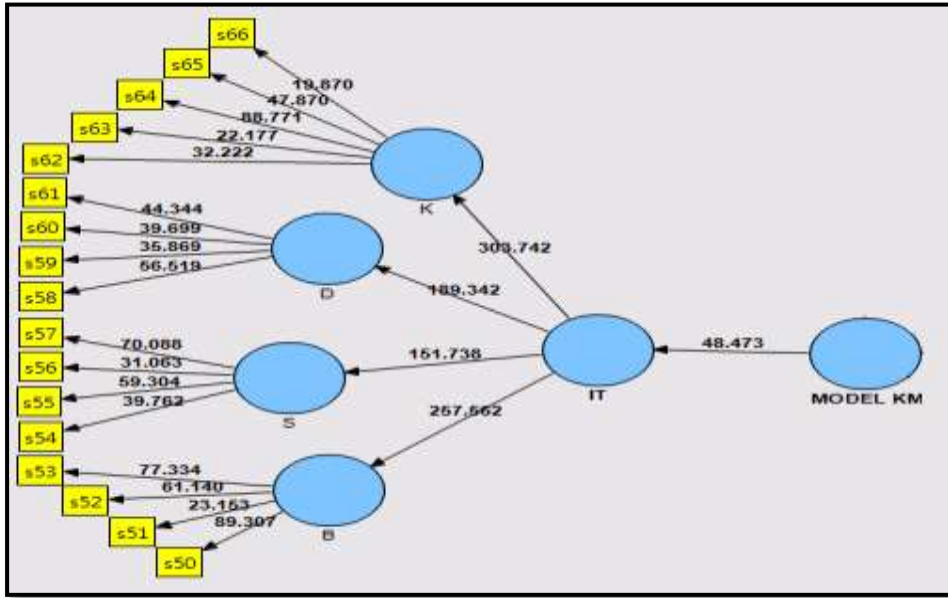 s66
s65
19.870
s64
47.870
88.771
s63
22.177
s62
32.222
s61
K
44.344
s60
39.699
303.742
s59
35.869
s58
56.519
189.342
D
s57
70.088
s56
31.063
151.738
48.473
s55
59.304
IT
MODEL KM
39.762
s54
S
257.562
s53
77.334
s52
61.140
s51
23.153
89.307
B
s50